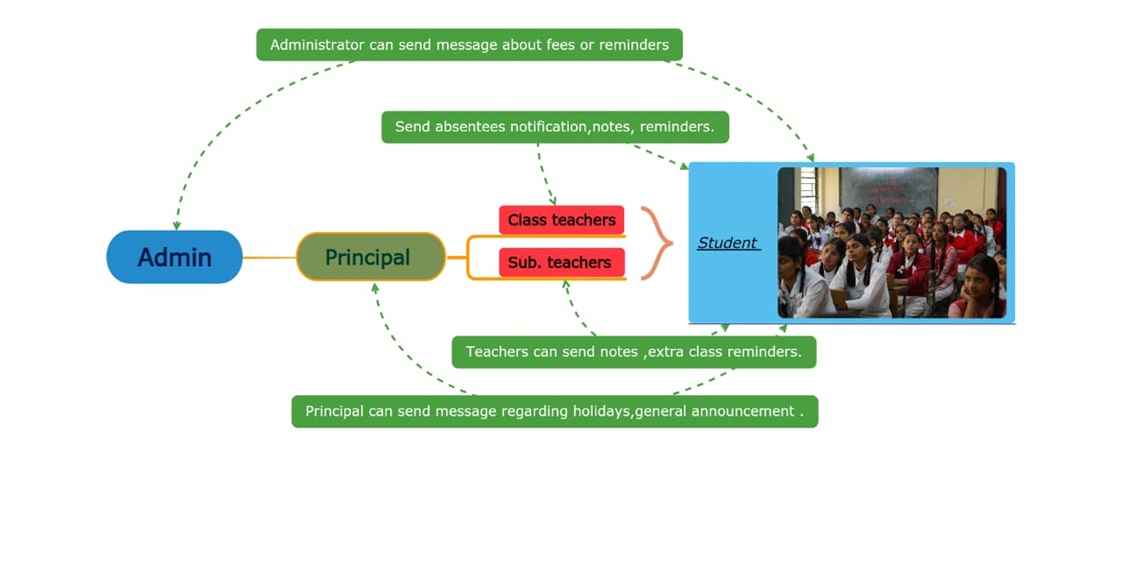 Administrator can send message about fees or reminders
Send absentees notification,notes, reminders.
Class teachers
Admin
Principal
Sub. teachers
Student
Teachers can send notes ,extra class reminders.
Principal can send message regarding holidays,general announcement .